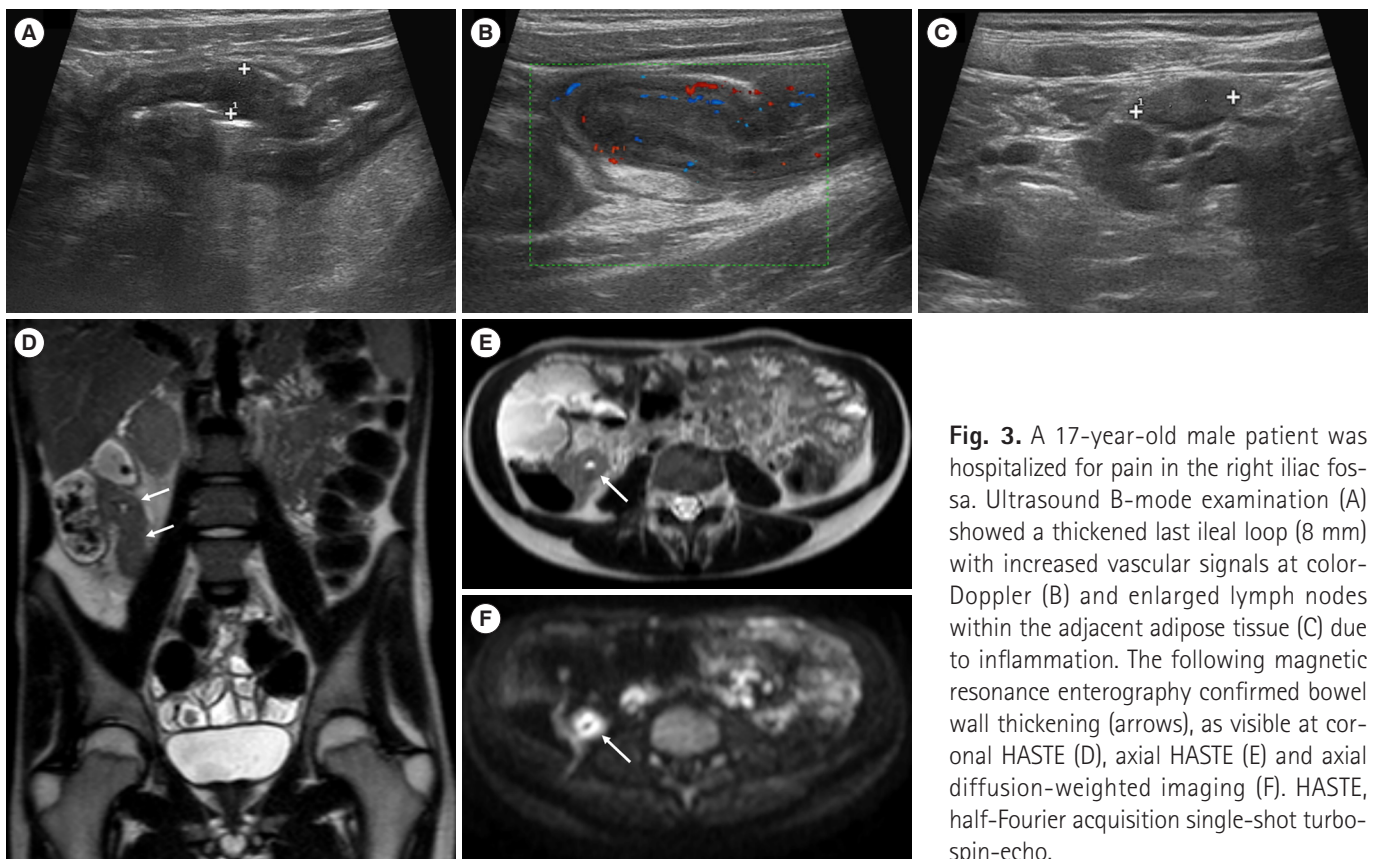 A
B
C
1
1
D
E
F
Fig. 3. A 17-year-old male patient was
hospitalized for pain in the right iliac fos-
sa. Ultrasound B-mode examination (A)
showed a thickened last ileal loop (8 mm)
with increased vascular signals at color-
Doppler (B) and enlarged lymph nodes
within the adjacent adipose tissue (C) due
to inflammation. The following magnetic
resonance enterography confirmed bowel
wall thickening (arrows), as visible at cor-
onal HASTE (D), axial HASTE (E) and axial
diffusion-weighted imaging (F). HASTE,
half-Fourier acquisition single-shot turbo-
spin-echo.